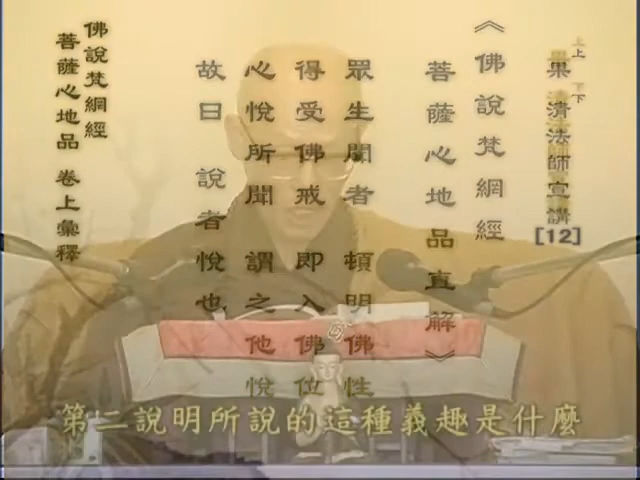 上果下清法師宣講[12]
《佛說梵網經
菩薩心地品直解》
眾生聞者 頓明佛性
得受佛戒 即入佛位
心悅所聞 謂之他悅
故曰 說者悅也
佛說梵網經
菩薩心地品 卷上彙釋
第二說明所說的這種義趣是什麼